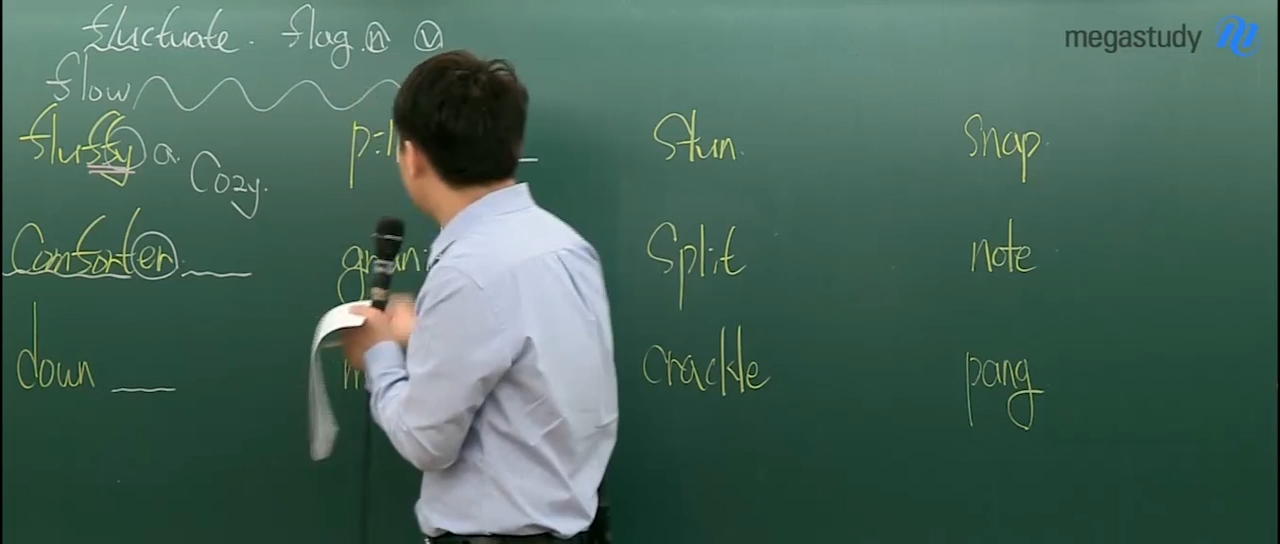 fluctuate. flag. n v
megastudy
flow
fluffy a.
Cozy.
Stun.
Snap.
Comforter
Split
note
down
crackle
pang